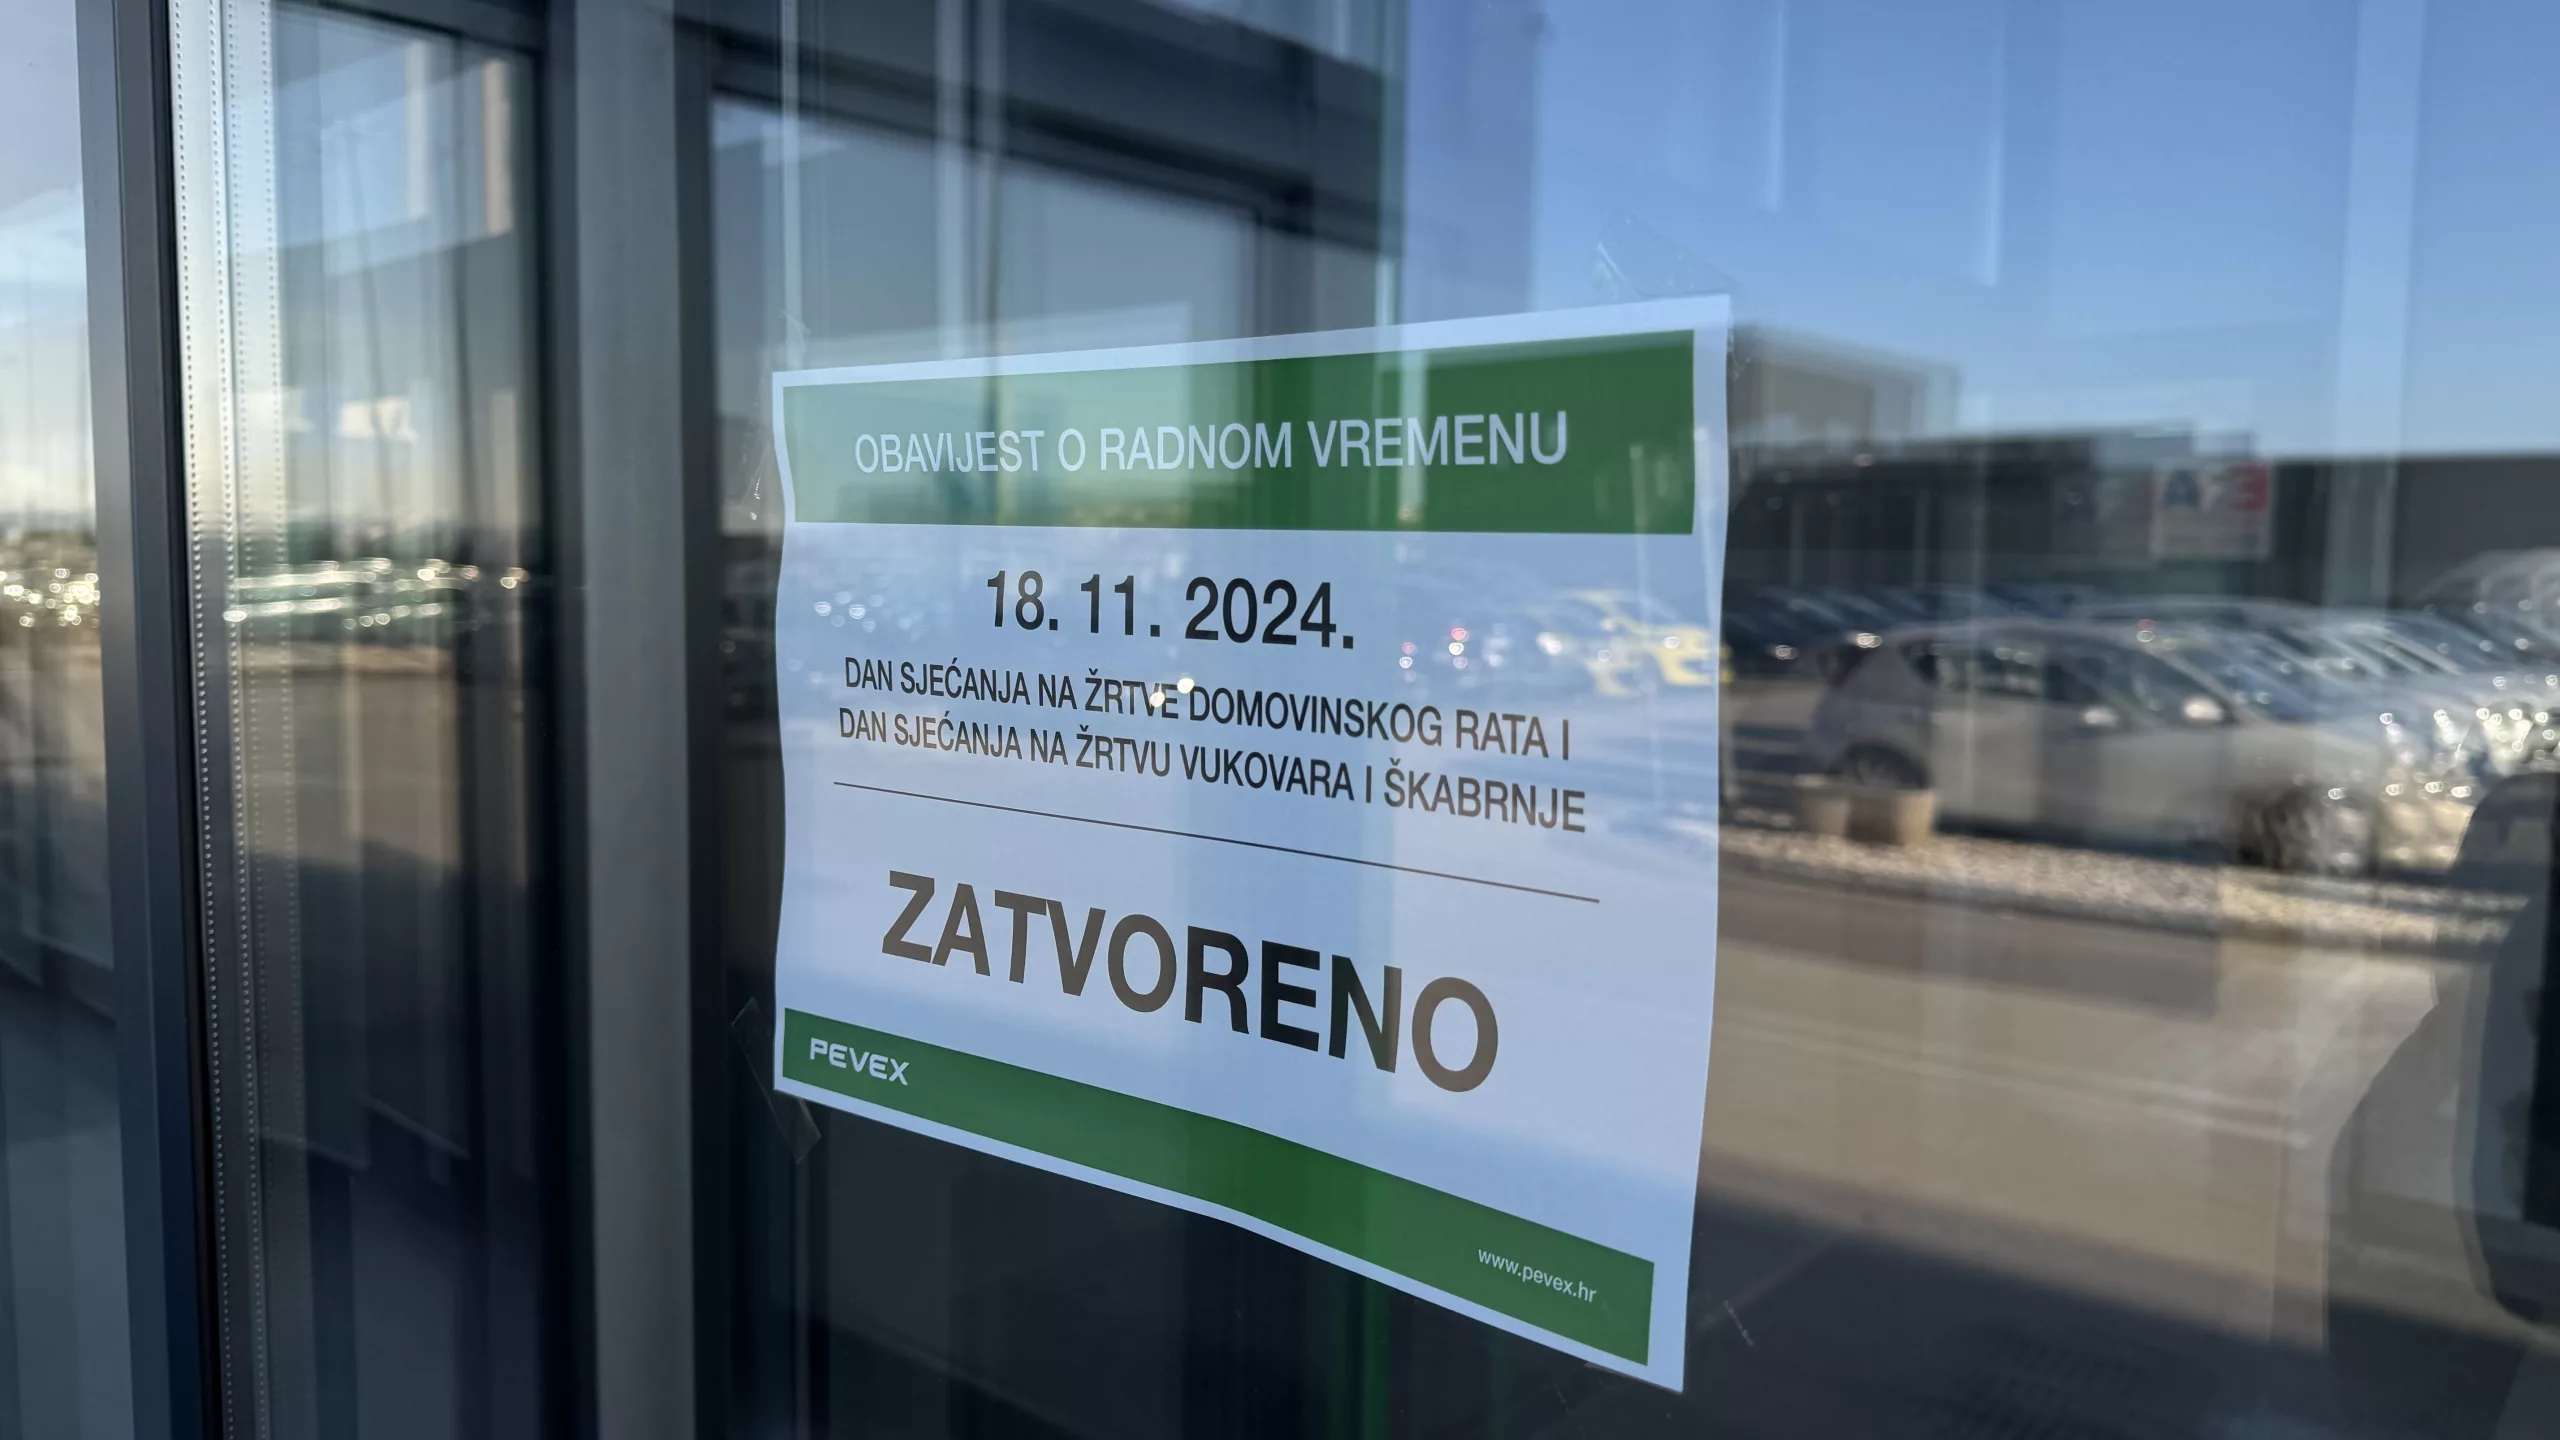 OBAVIJEST O RADNOM VREMENU
18. 11. 2024.
DAN SJEĆANJA NA ŽRTVE DOMOVINSKOG RATA I
DAN SJEĆANJA NA ŽRTVU VUKOVARA I ŠKABRNJE
ZATVORENO
PEVEX
www.pevex.hr